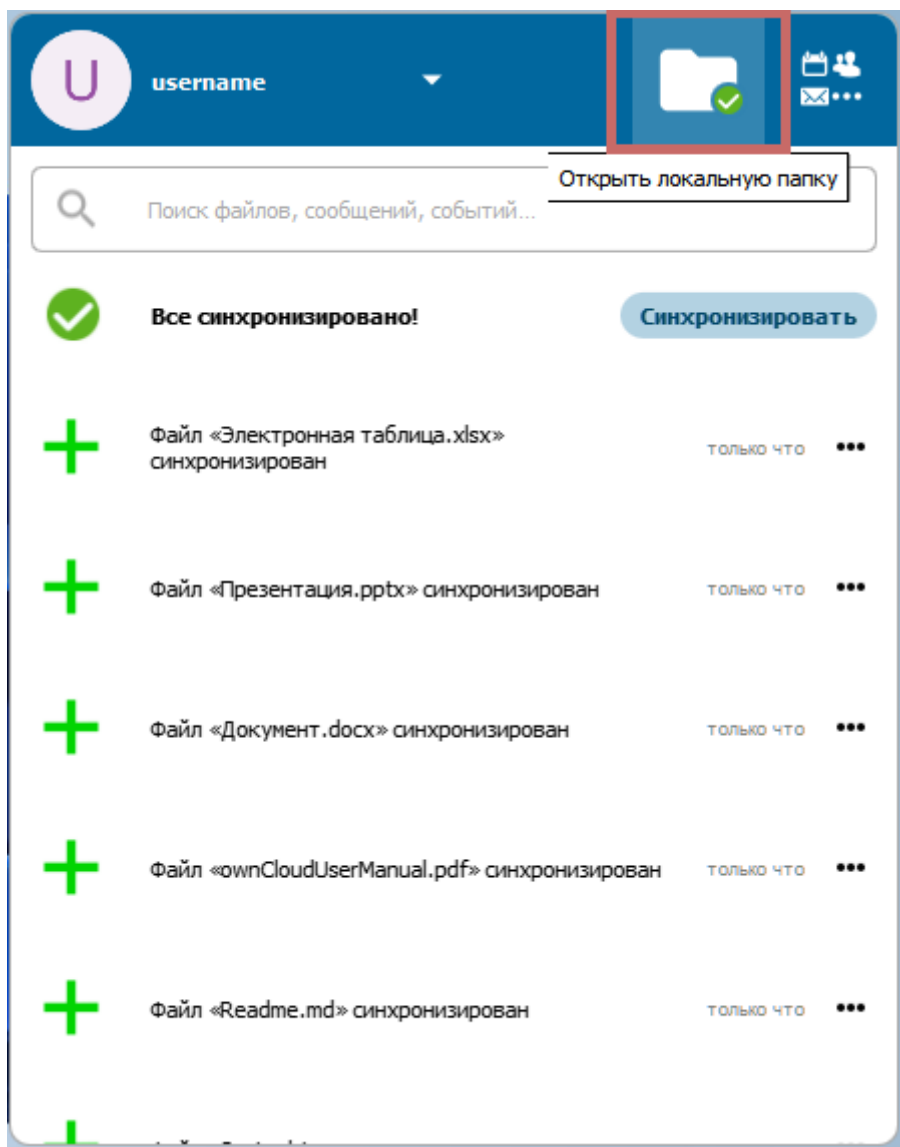 U
username
Открыть локальную папку
Поиск файлов, сообщений, событий...
Все синхронизировано!
Синхронизировать
Файл «Электронная таблица.xlsx»
синхронизирован
только что
Файл «Презентация.pptx» синхронизирован
только что
Файл «Документ.docx» синхронизирован
только что
Файл «ownCloudUserManual.pdf» синхронизирован
только что
Файл «Readme.md» синхронизирован
только что